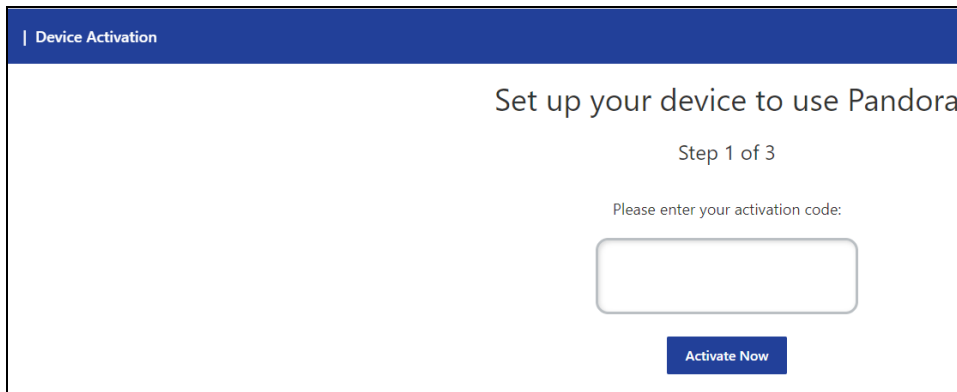 | Device Activation
Set up your device to use Pandora
Step 1 of 3
Please enter your activation code:
Activate Now